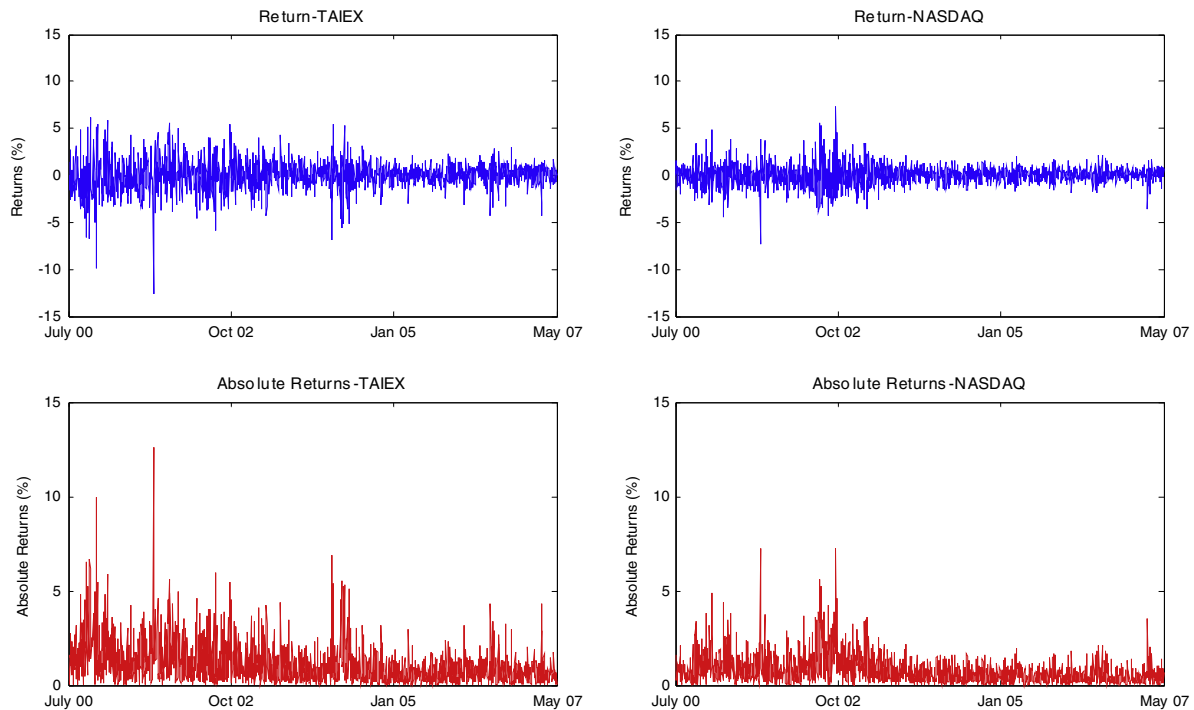 Return-TAIEX
15
10
5
0
-5
-10
-15
Returns (%)
July 00
Oct 02
Jan 05
May 07
Return-NASDAQ
15
10
5
0
-5
-10
-15
Returns (%)
July 00
Oct 02
Jan 05
May 07
Absolute Returns-TAIEX
15
10
5
0
Absolute Returns (%)
July 00
Oct 02
Jan 05
May 07
Absolute Returns-NASDAQ
15
10
5
0
Absolute Returns (%)
July 00
Oct 02
Jan 05
May 07